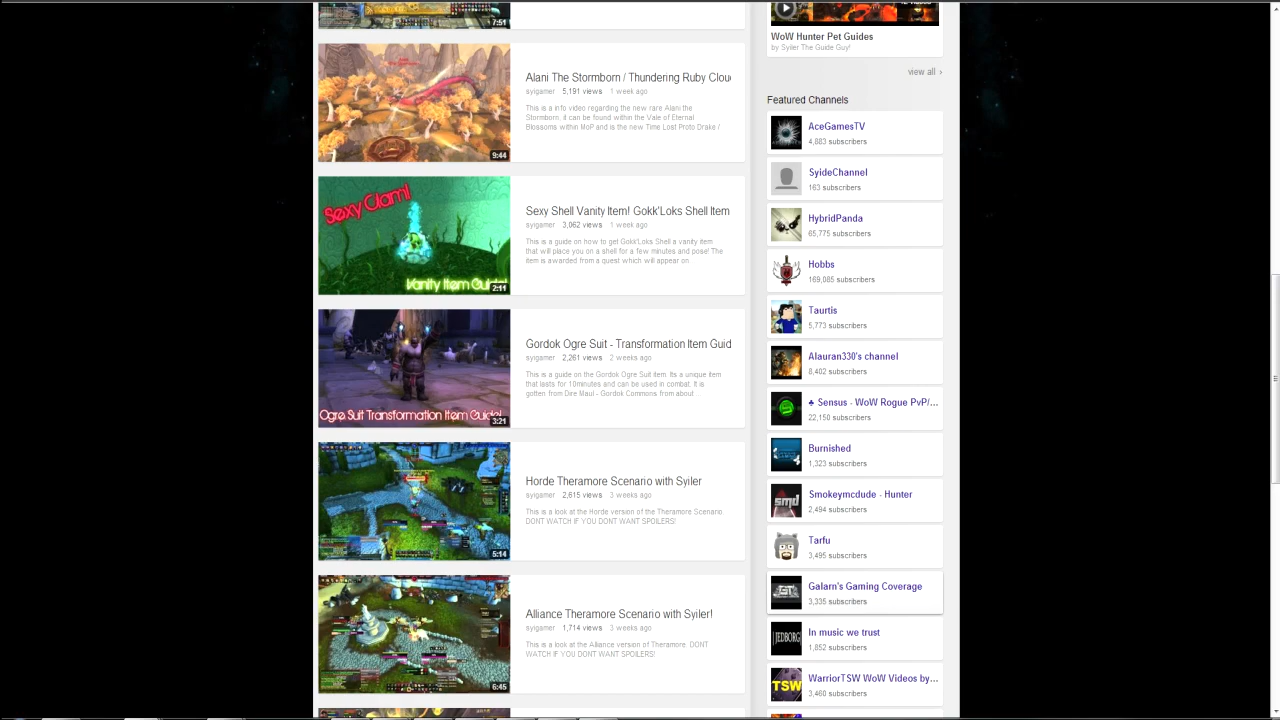 7:51
Alani The Stormborn / Thundering Ruby Clou
syigamer 5,191 views 1 week ago
This is a info video regarding the new rare Alani the
Stormborn, it can be found within the Vale of Eternal
Blossoms within MoP and is the new Time Lost Proto Drake /
9:44
Sexy Clam!
Sexy Shell Vanity Item! Gokk'Loks Shell Item
syigamer 3,062 views 1 week ago
This is a guide on how to get Gokk'Loks Shell a vanity item
that will place you on a shell for a few minutes and pose! The
item is awarded from a quest which will appear on
Vanity Item Guide!
2:11
Gordok Ogre Suit - Transformation Item Guid
syigamer 2,261 views 2 weeks ago
This is a guide on the Gordok Ogre Suit item. Its a unique item
that lasts for 10minutes and can be used in combat. It is
gotten from Dire Maul - Gordok Commons from about...
Ogre Suit Transformation Item Guide!
3:21
Horde Theramore Scenario with Syiler
syigamer 2,615 views 3 weeks ago
This is a look at the Horde version of the Theramore Scenario.
DONT WATCH IF YOU DONT WANT SPOILERS!
5:14
Alliance Theramore Scenario with Syiler!
syigamer 1,714 views 3 weeks ago
This is a look at the Alliance version of Theramore. DONT
WATCH IF YOU DONT WANT SPOILERS!
6:45
WoW Hunter Pet Guides
by Syiler The Guide Guy!
view all ›
Featured Channels
AceGamesTV
4,883 subscribers
SyideChannel
163 subscribers
HybridPanda
65,775 subscribers
Hobbs
169,085 subscribers
Taurtis
5,773 subscribers
Alauran330's channel
8,402 subscribers
♣ Sensus - WoW Rogue PvP/...
22,150 subscribers
Burnished
1,323 subscribers
smd
Smokeymcdude - Hunter
2,494 subscribers
Tarfu
3,495 subscribers
Galarn's Gaming Coverage
3,335 subscribers
JEDBORG
In music we trust
1,852 subscribers
TSW
WarriorTSW WoW Videos by...
3,460 subscribers